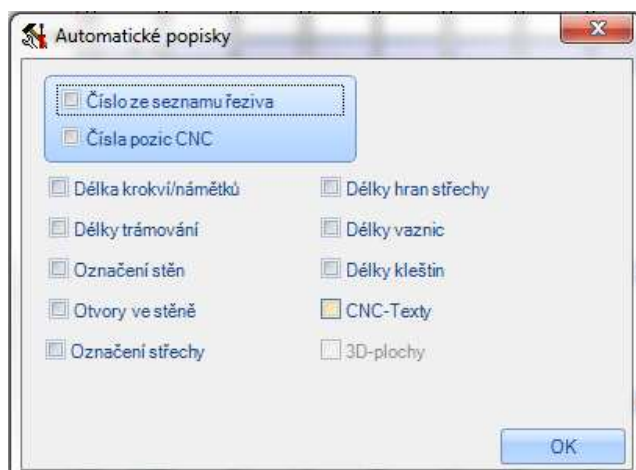 Automatické popisky
Číslo ze seznamu řeziva
Čísla pozic CNC
Délka krokví/námětků
Délky hran střechy
Délky trámování
Délky vaznic
Označení stěn
Délky kleštin
Otvory ve stěně
CNC-Texty
Označení střechy
3D-plochy
OK